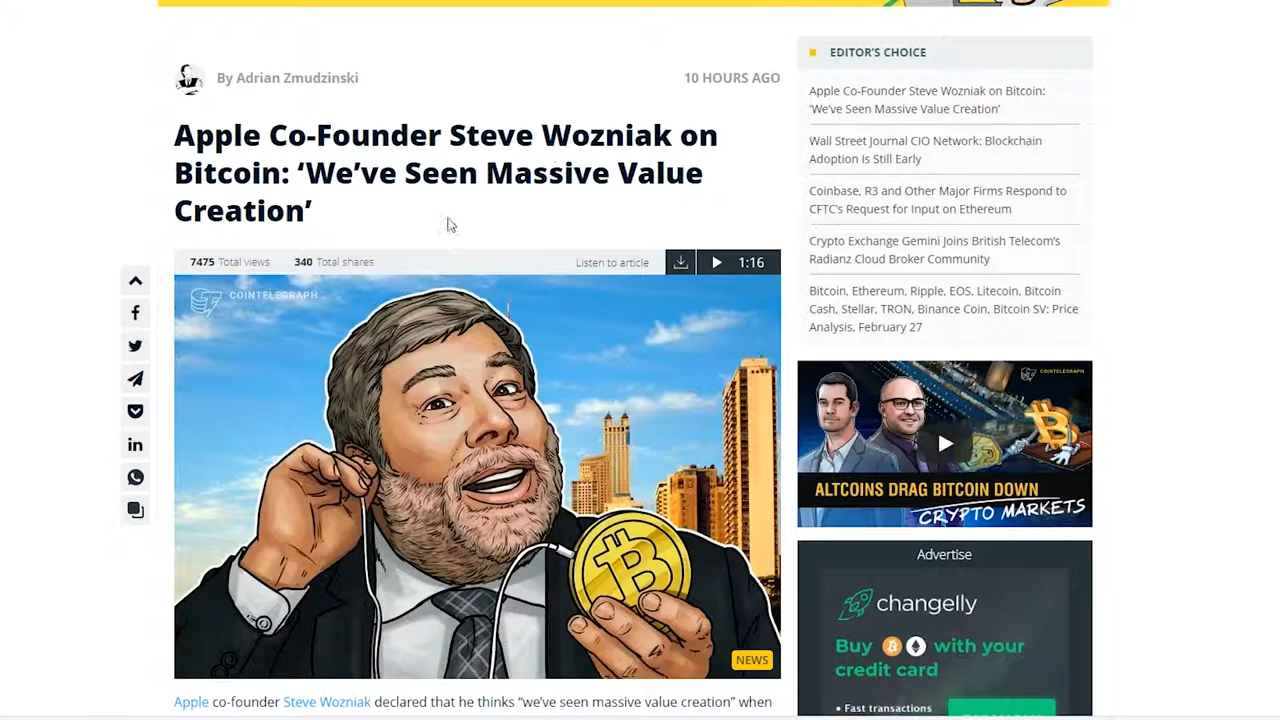 By Adrian Zmudzinski
10 HOURS AGO
Apple Co-Founder Steve Wozniak on
Bitcoin: ‘We’ve Seen Massive Value
Creation’
7475 Total views
340 Total shares
Listen to article
1:16
COINTELEGRAPH
NEWS
Apple co-founder Steve Wozniak declared that he thinks “we’ve seen massive value creation” when
EDITOR’S CHOICE
Apple Co-Founder Steve Wozniak on Bitcoin:
‘We’ve Seen Massive Value Creation’
Wall Street Journal CIO Network: Blockchain
Adoption Is Still Early
Coinbase, R3 and Other Major Firms Respond to
CFTC’s Request for Input on Ethereum
Crypto Exchange Gemini Joins British Telecom’s
Radianz Cloud Broker Community
Bitcoin, Ethereum, Ripple, EOS, Litecoin, Bitcoin
Cash, Stellar, TRON, Binance Coin, Bitcoin SV: Price
Analysis, February 27
COINTELEGRAPH
ALTCOINS DRAG BITCOIN DOWN
CRYPTO MARKETS
Advertise
changelly
Buy with your
credit card
• Fast transactions